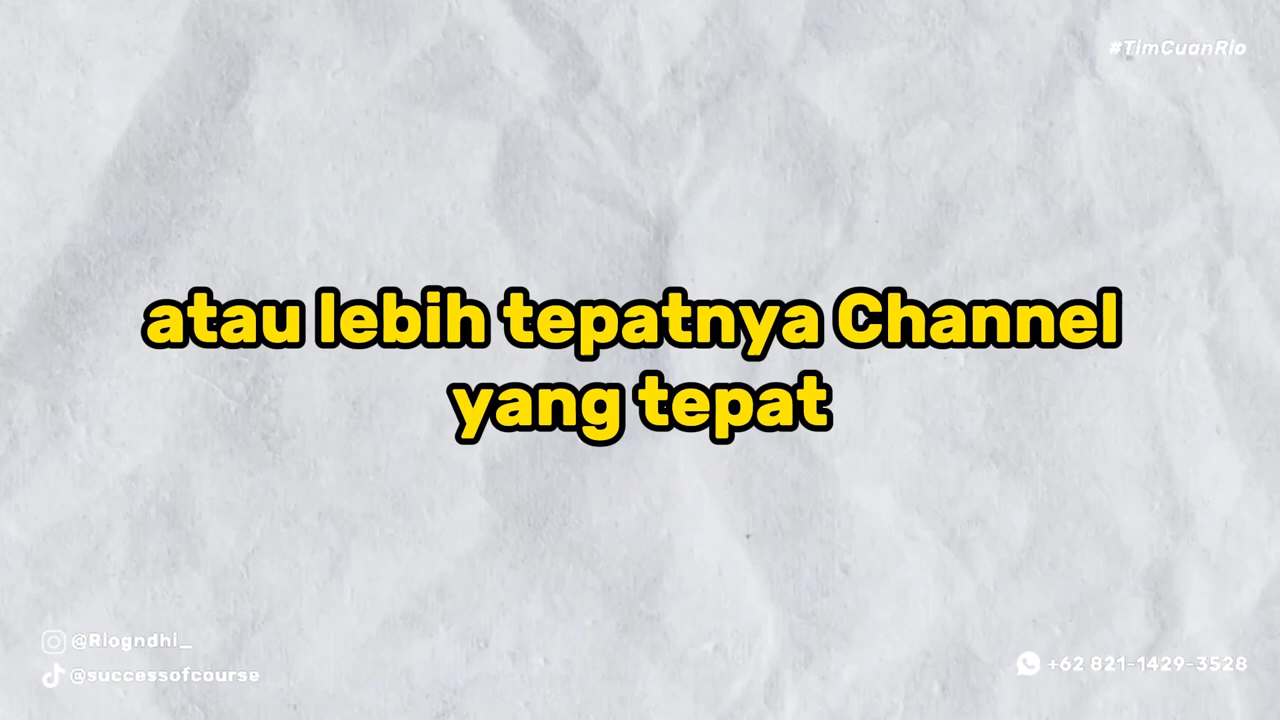 #TimCuanRio
atau lebih tepatnya Channel
yang tepat
@Riogndhi_
@successofcourse
+62 821-1429-3528